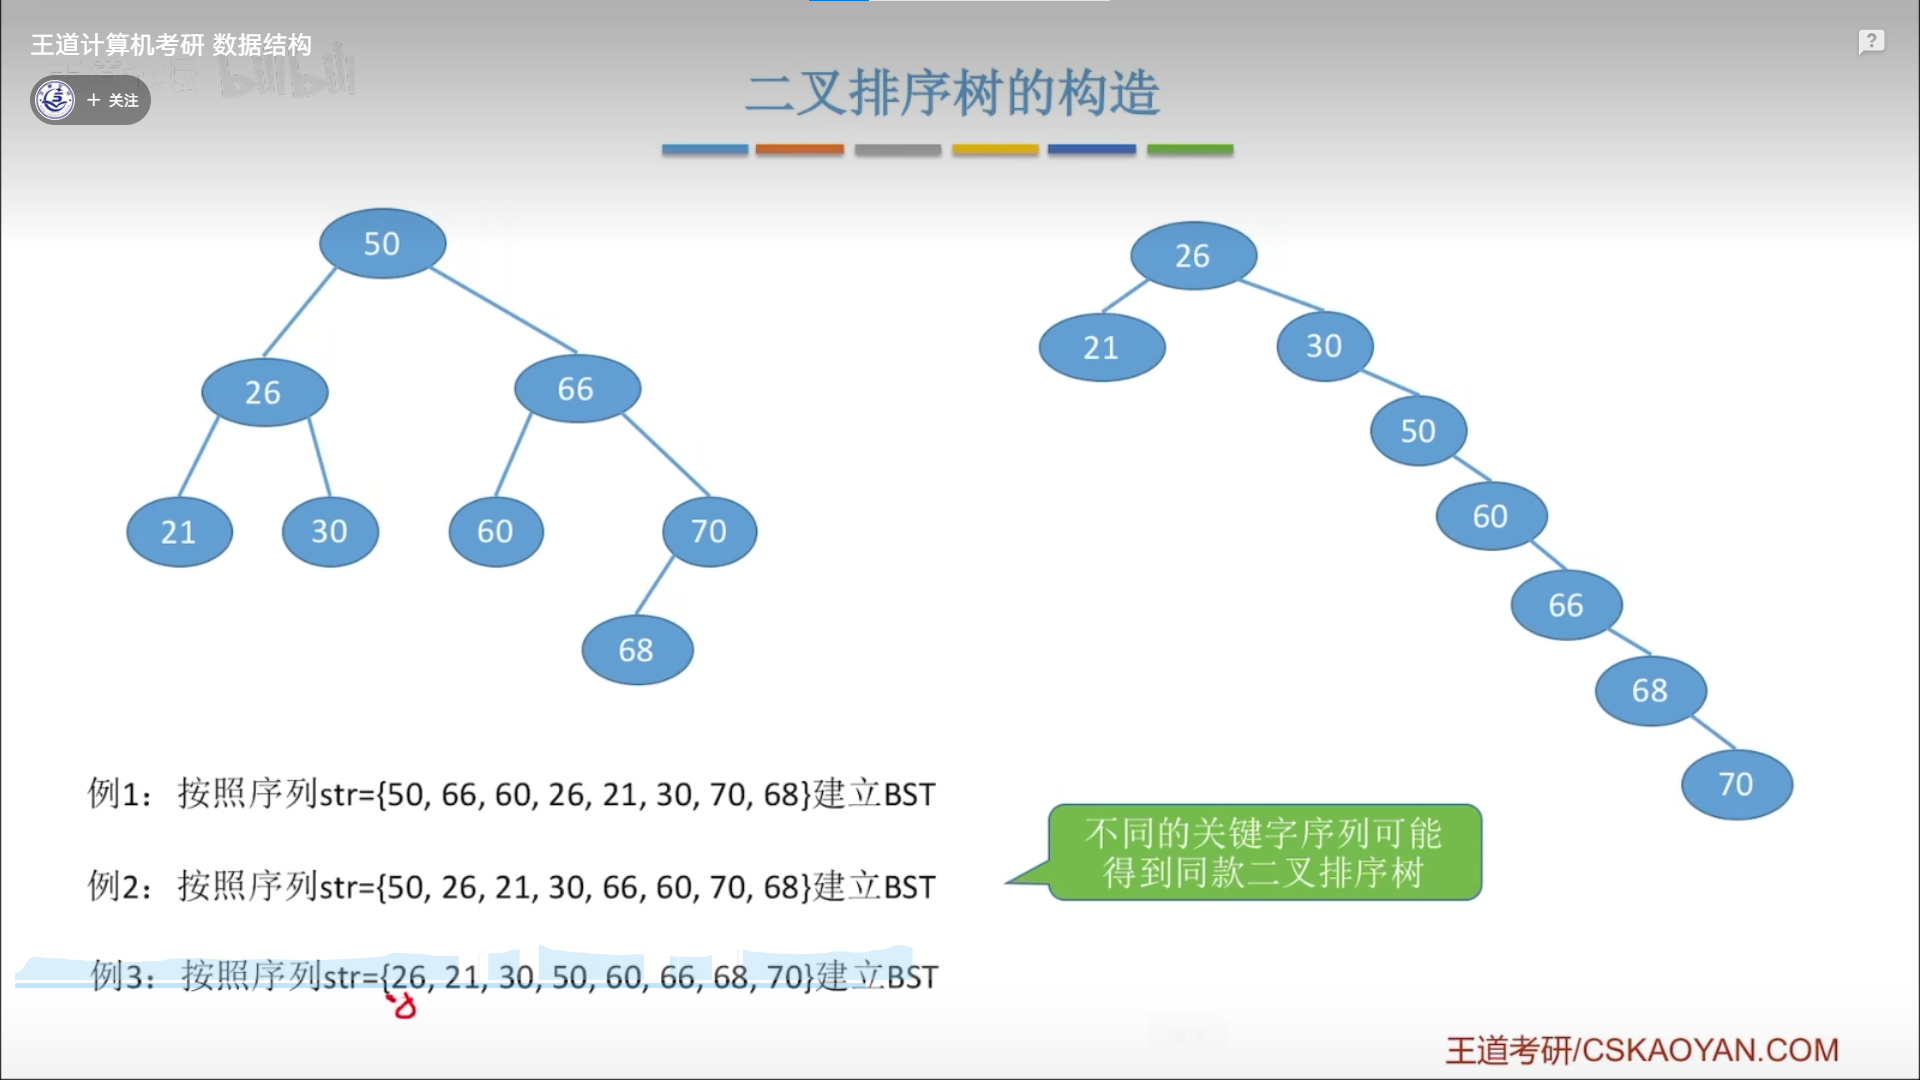 王道计算机考研 数据结构
bilibili
+ 关注
二叉排序树的构造
50
26
66
21
30
60
70
68
26
21
30
50
60
66
68
70
例1：按照序列str={50, 66, 60, 26, 21, 30, 70, 68}建立BST
例2：按照序列str={50, 26, 21, 30, 66, 60, 70, 68}建立BST
例3：按照序列str={26, 21, 30, 50, 60, 66, 68, 70}建立BST
不同的关键字序列可能
得到同款二叉排序树
王道考研/CSKAOYAN.COM